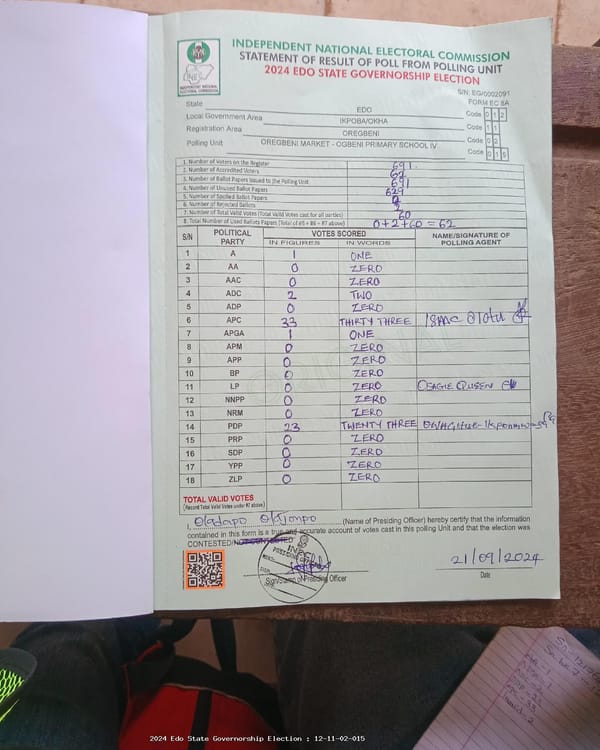 INDEPENDENT NATIONAL ELECTORAL COMMISSION
STATEMENT OF RESULT OF POLL FROM POLLING UNIT
2024 EDO STATE GOVERNORSHIP ELECTION
S/N: EG/0002091
FORM EC 8A
State EDO Code 0 1 2
Local Government Area IKPOBA/OKHA Code 1 1
Registration Area OREGBENI Code 0 2
Polling Unit OREGBENI MARKET - OGBENI PRIMARY SCHOOL IV Code 0 1 5
1. Number of Voters on the Register 691
2. Number of Accredited Voters 62
3. Number of Ballot Papers Issued to the Polling Unit 691
4. Number of Unused Ballot Papers 629
5. Number of Spoiled Ballot Papers 0
6. Number of Rejected Ballots 2
7. Number of Total Valid Votes (Total Valid Votes cast for all parties) 60
8. Total Number of Used Ballots Papers (Total of #5 + #6 + #7 above) 0+2+60 = 62
S/N POLITICAL PARTY VOTES SCORED NAME/SIGNATURE OF POLLING AGENT
IN FIGURES IN WORDS
1 A 1 ONE
2 AA 0 ZERO
3 AAC 0 ZERO
4 ADC 2 TWO
5 ADP 0 ZERO
6 APC 33 THIRTY THREE
7 APGA 1 ONE
8 APM 0 ZERO
9 APP 0 ZERO
10 BP 0 ZERO
11 LP 0 ZERO OSAGIE QUEEN
12 NNPP 0 ZERO
13 NRM 0 ZERO
14 PDP 23 TWENTY THREE
15 PRP 0 ZERO
16 SDP 0 ZERO
17 YPP 0 ZERO
18 ZLP 0 ZERO
TOTAL VALID VOTES
(Record Total Valid Votes under #7 above)
I, Oladapo (Name of Presiding Officer) hereby certify that the information
contained in this form is a true and accurate account of votes cast in this polling Unit and that the election was
CONTESTED/NOT CONTESTED
INEC
Sign/Stamp of Presiding Officer
21/09/2024
Date
2024 Edo State Governorship Election : 12-11-02-015